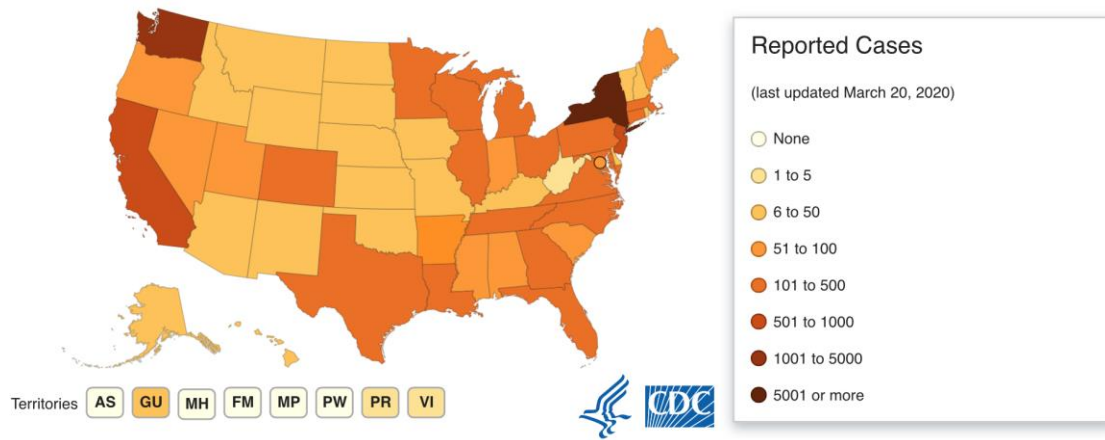 Reported Cases
(last updated March 20, 2020)
None
1 to 5
6 to 50
51 to 100
101 to 500
501 to 1000
1001 to 5000
5001 or more
Territories AS GU MH FM MP PW PR VI
CDC